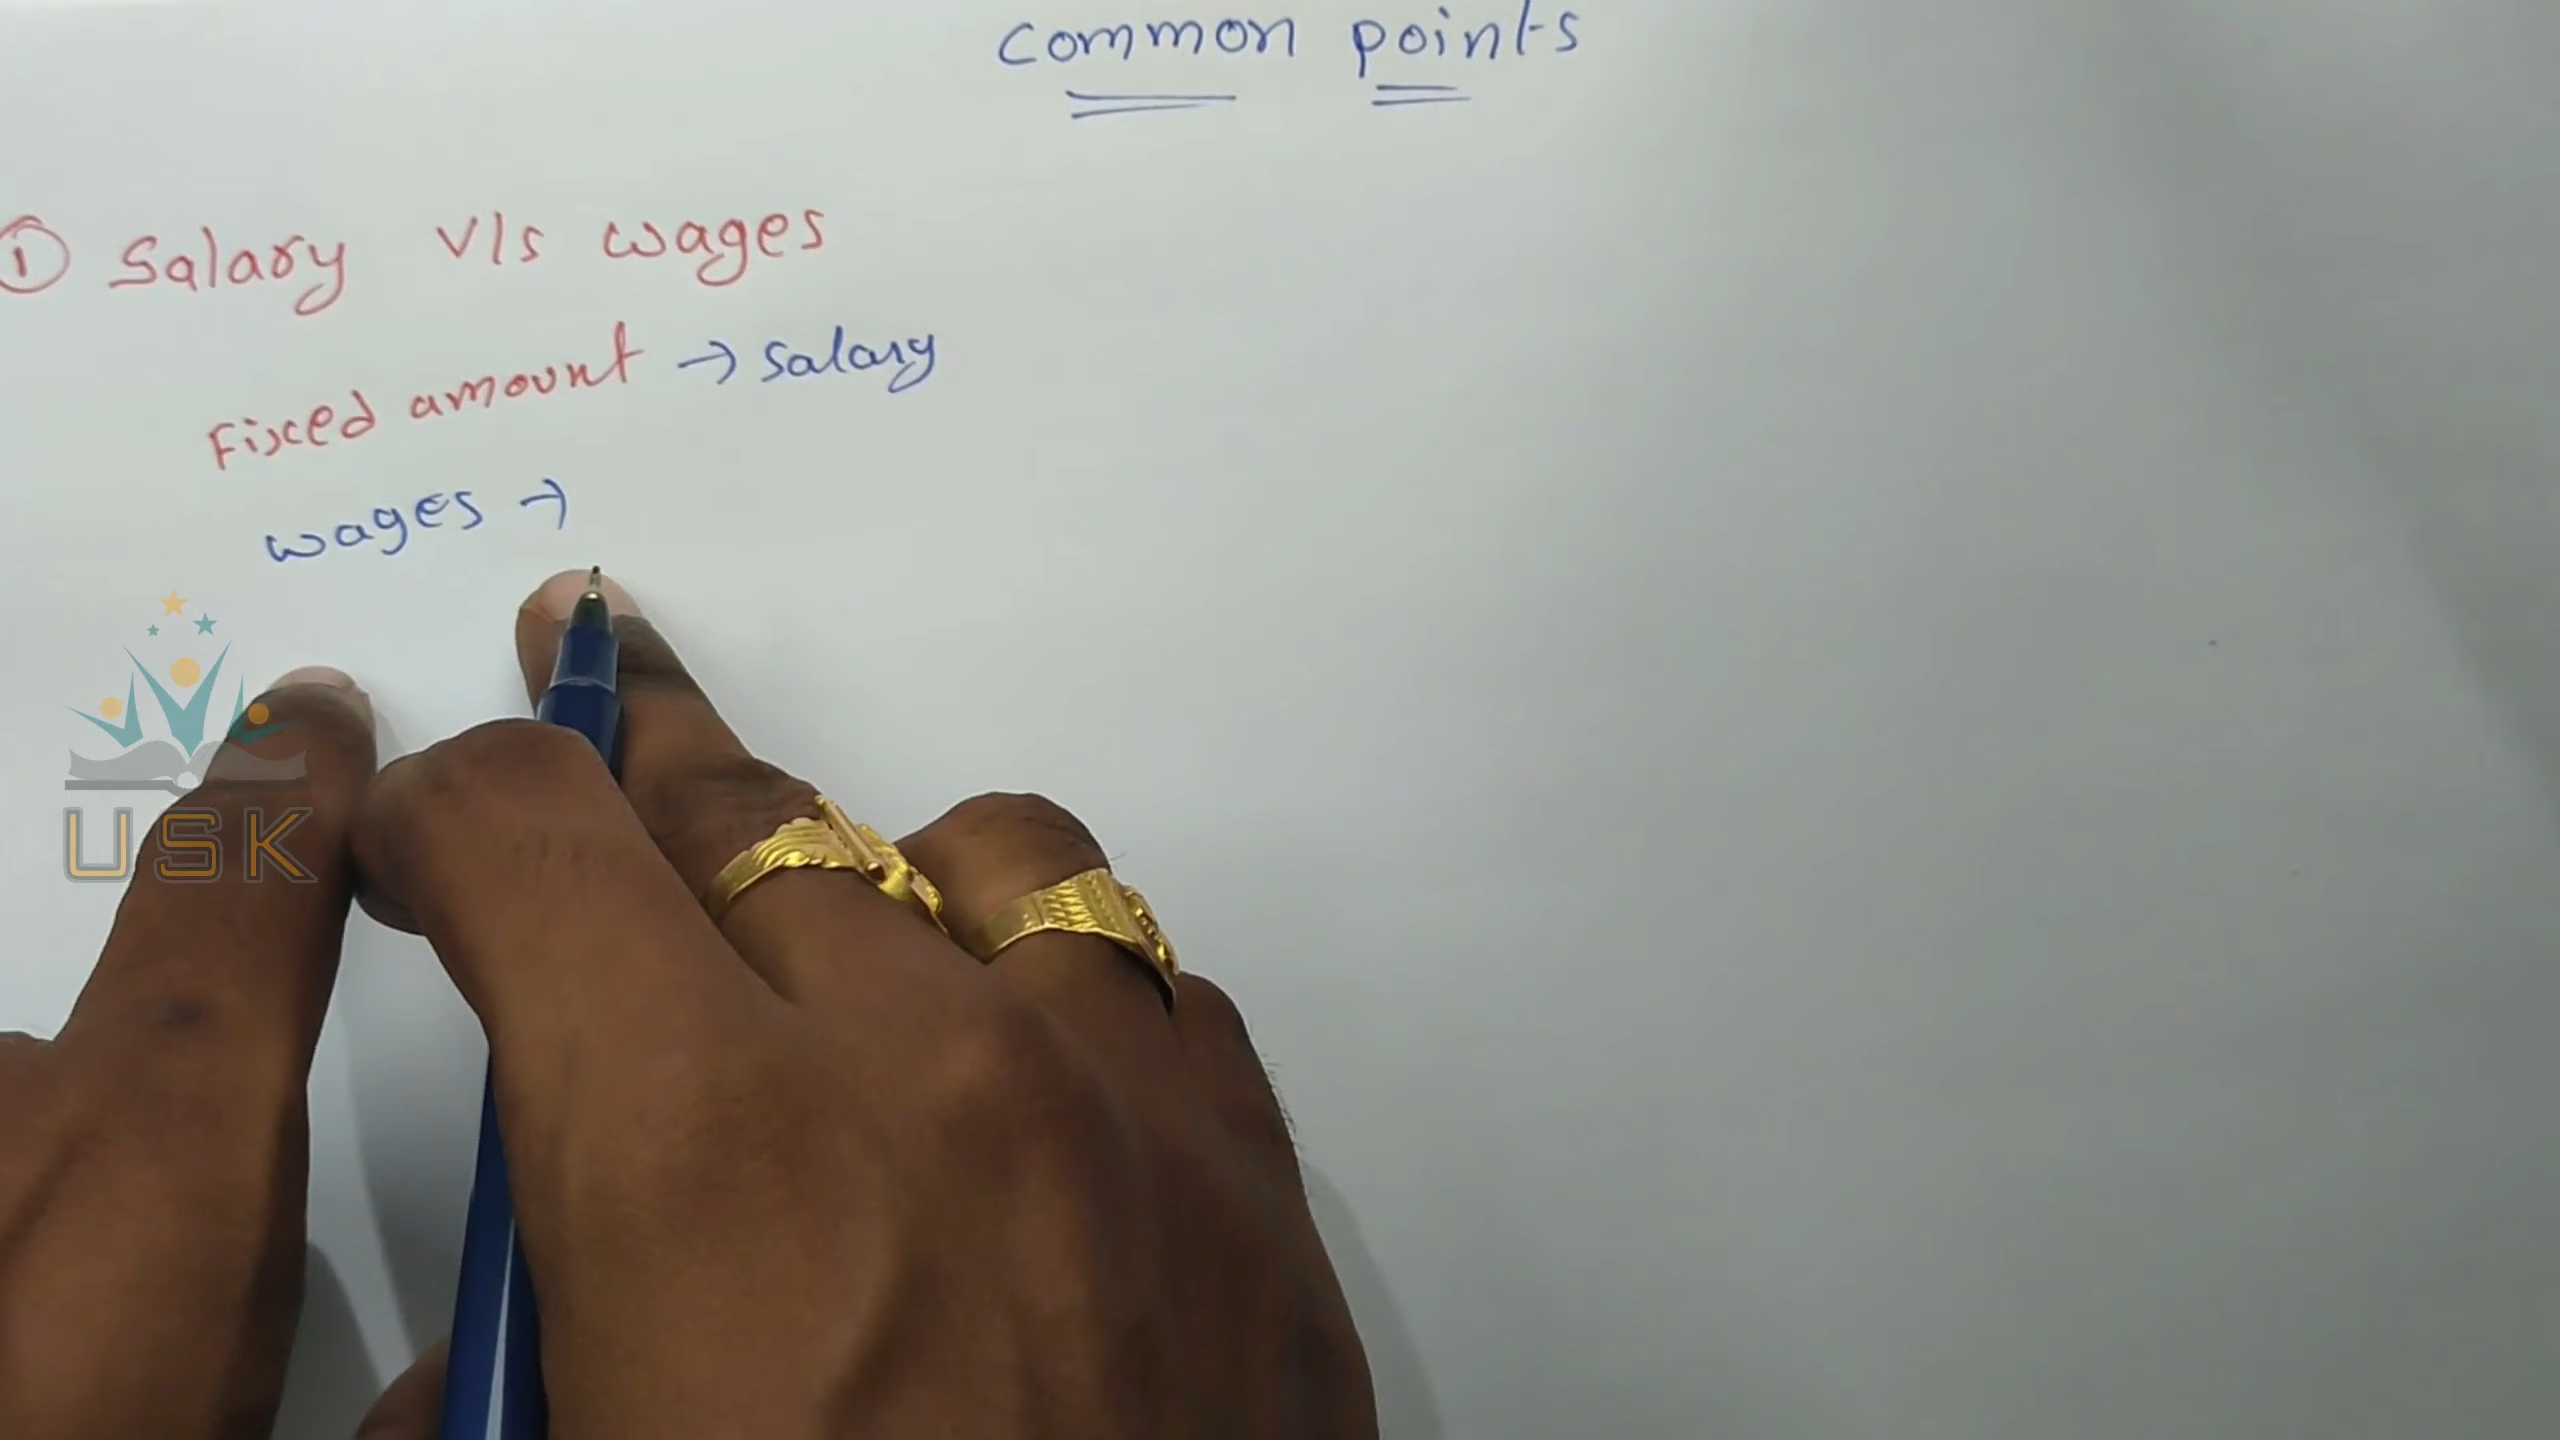 common points
① Salary V/s wages
Fixed amount → salary
wages →
USK